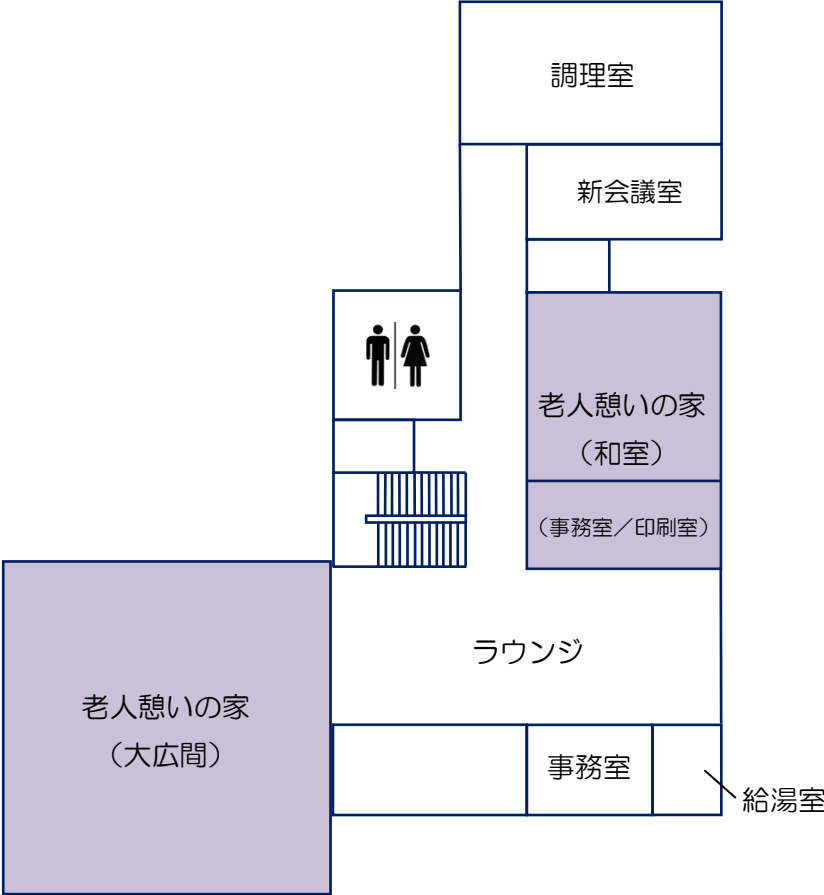 調理室
新会議室
老人憩いの家
（和室）
（事務室／印刷室）
ラウンジ
老人憩いの家
（大広間）
事務室
給湯室